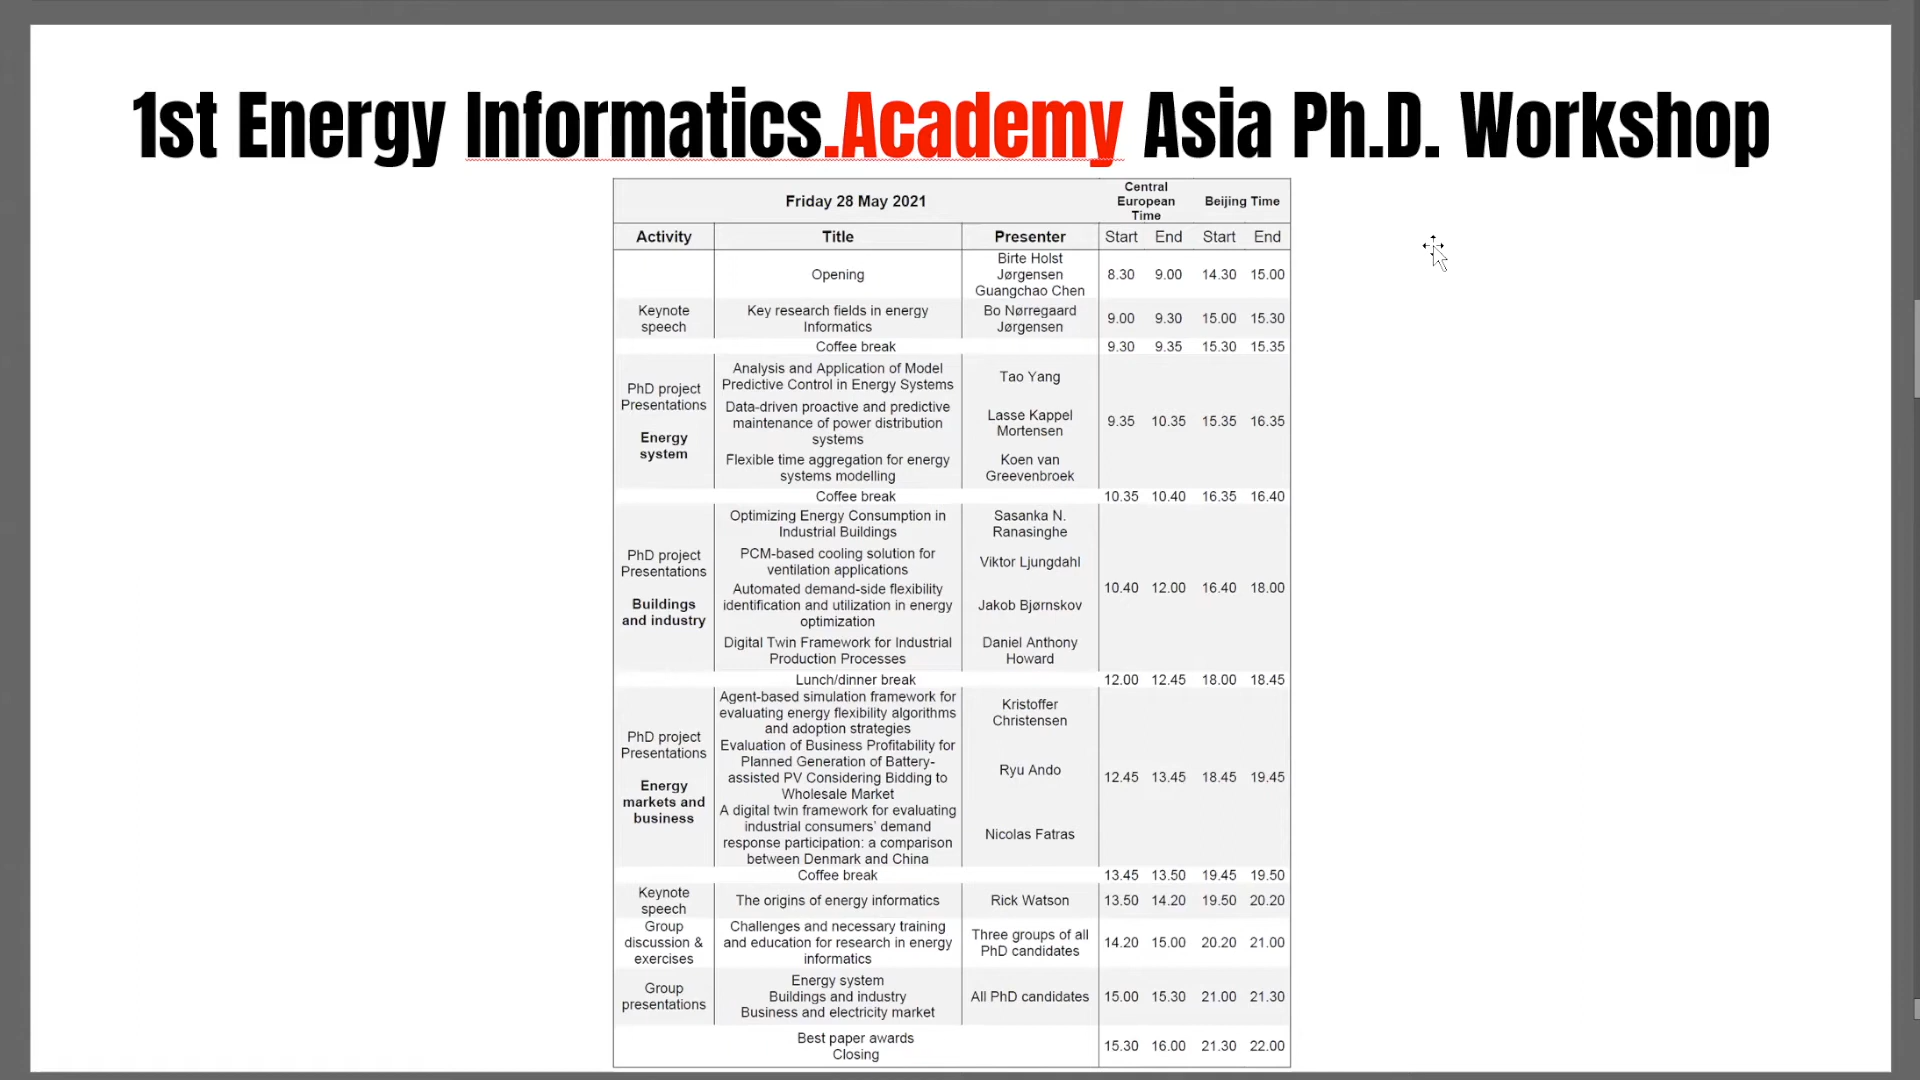 1st Energy Informatics.Academy Asia Ph.D. Workshop
Friday 28 May 2021 Central European Time Beijing Time
Activity Title Presenter Start End Start End
Opening Birte Holst Jørgensen Guangchao Chen 8.30 9.00 14.30 15.00
Keynote speech Key research fields in energy Informatics Bo Nørregaard Jørgensen 9.00 9.30 15.00 15.30
Coffee break 9.30 9.35 15.30 15.35
PhD project Presentations Energy system
Analysis and Application of Model Predictive Control in Energy Systems Tao Yang
Data-driven proactive and predictive maintenance of power distribution systems Lasse Kappel Mortensen 9.35 10.35 15.35 16.35
Flexible time aggregation for energy systems modelling Koen van Greevenbroek
Coffee break 10.35 10.40 16.35 16.40
PhD project Presentations Buildings and industry
Optimizing Energy Consumption in Industrial Buildings Sasanka N. Ranasinghe
PCM-based cooling solution for ventilation applications Viktor Ljungdahl
Automated demand-side flexibility identification and utilization in energy optimization Jakob Bjørnskov 10.40 12.00 16.40 18.00
Digital Twin Framework for Industrial Production Processes Daniel Anthony Howard
Lunch/dinner break 12.00 12.45 18.00 18.45
PhD project Presentations Energy markets and business
Agent-based simulation framework for evaluating energy flexibility algorithms and adoption strategies Kristoffer Christensen
Evaluation of Business Profitability for Planned Generation of Battery-assisted PV Considering Bidding to Wholesale Market Ryu Ando 12.45 13.45 18.45 19.45
A digital twin framework for evaluating industrial consumers' demand response participation: a comparison between Denmark and China Nicolas Fatras
Coffee break 13.45 13.50 19.45 19.50
Keynote speech The origins of energy informatics Rick Watson 13.50 14.20 19.50 20.20
Group discussion & exercises Challenges and necessary training and education for research in energy informatics Three groups of all PhD candidates 14.20 15.00 20.20 21.00
Group presentations Energy system Buildings and industry Business and electricity market All PhD candidates 15.00 15.30 21.00 21.30
Best paper awards Closing 15.30 16.00 21.30 22.00